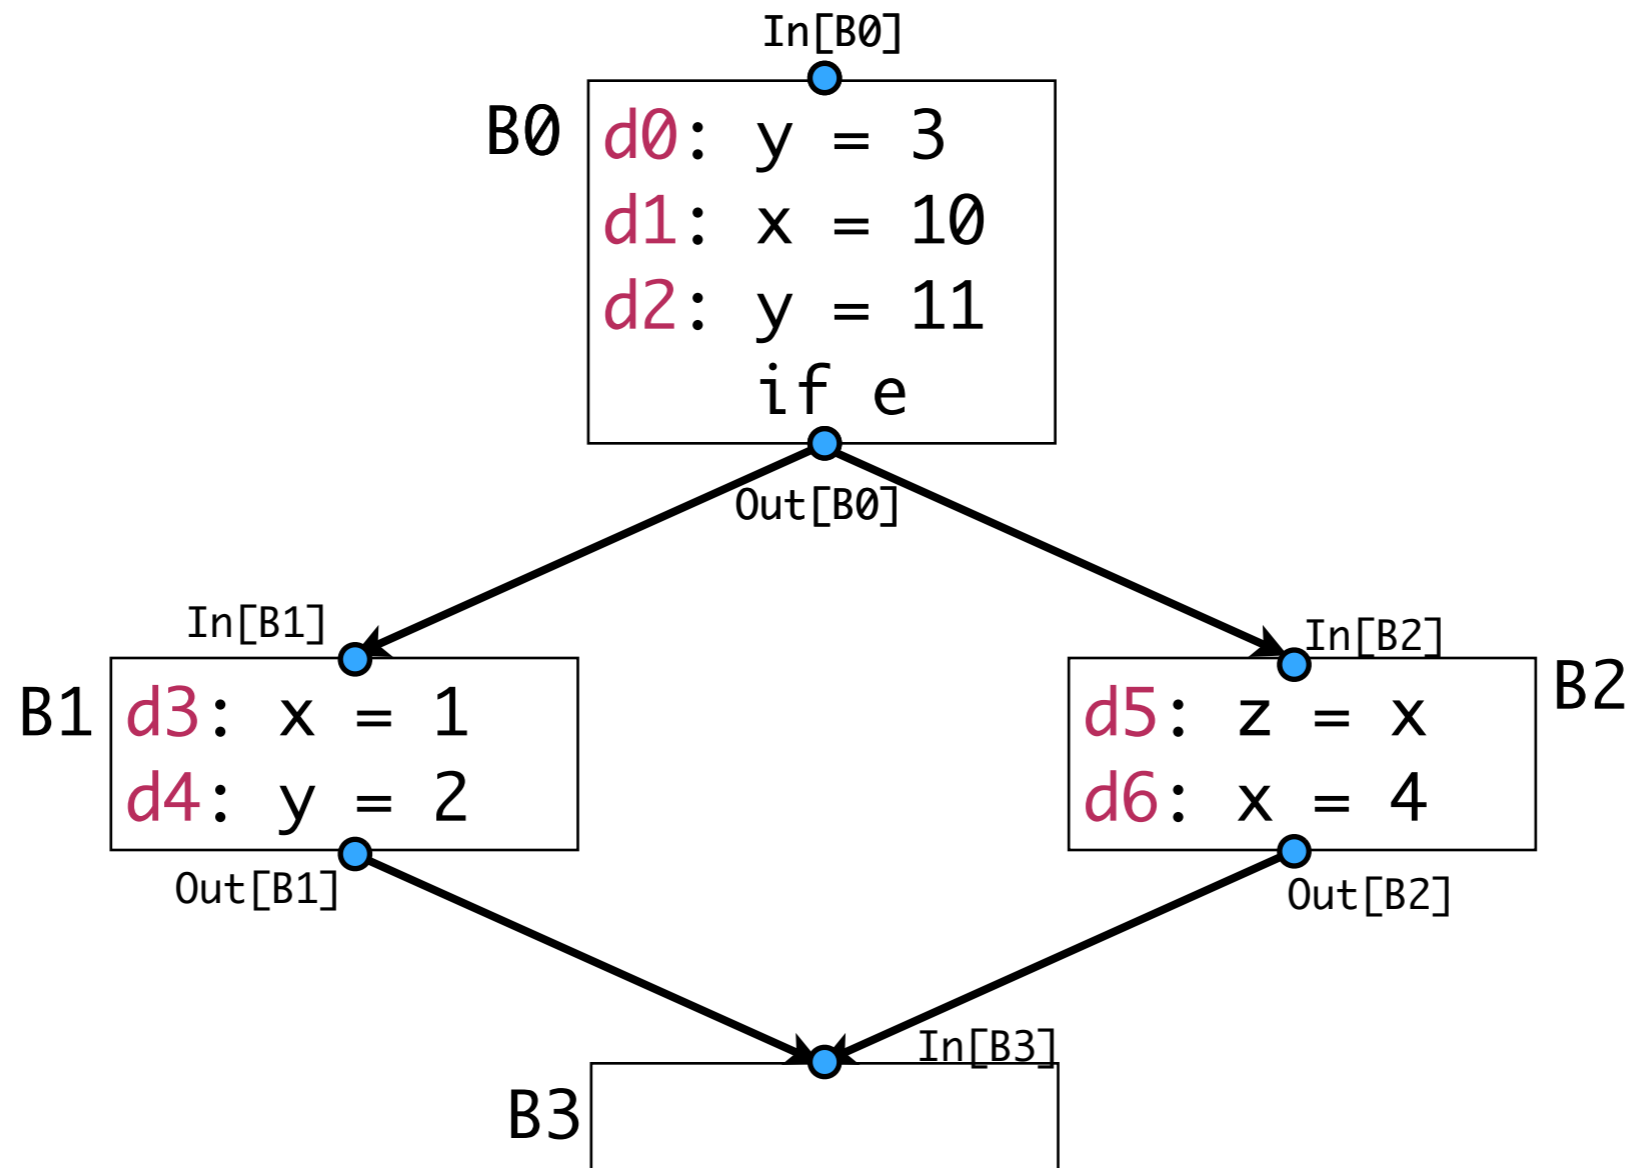 In[B0]
B0
d0: y = 3
d1: x = 10
d2: y = 11
if e
Out[B0]
In[B1]
In[B2]
B1
d3: x = 1
d4: y = 2
B2
d5: z = x
d6: x = 4
Out[B1]
Out[B2]
In[B3]
B3